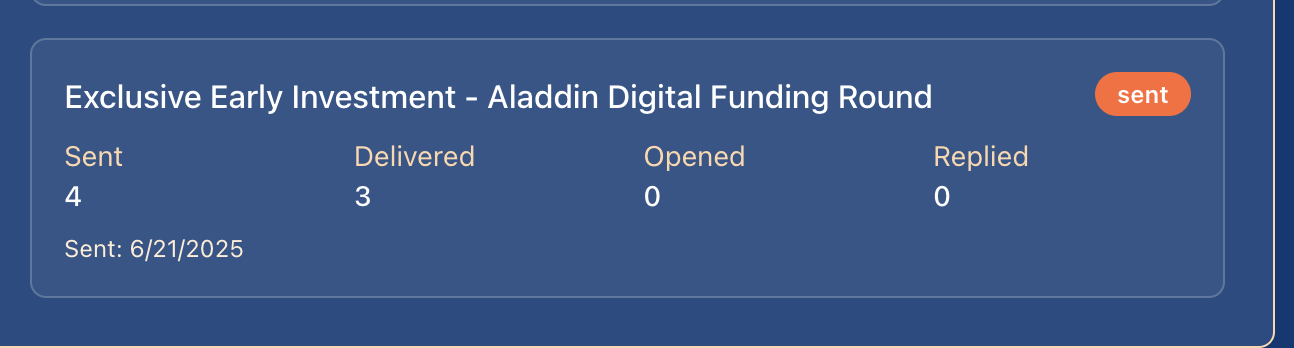 Exclusive Early Investment - Aladdin Digital Funding Round
sent
Sent Delivered Opened Replied
4 3 0 0
Sent: 6/21/2025